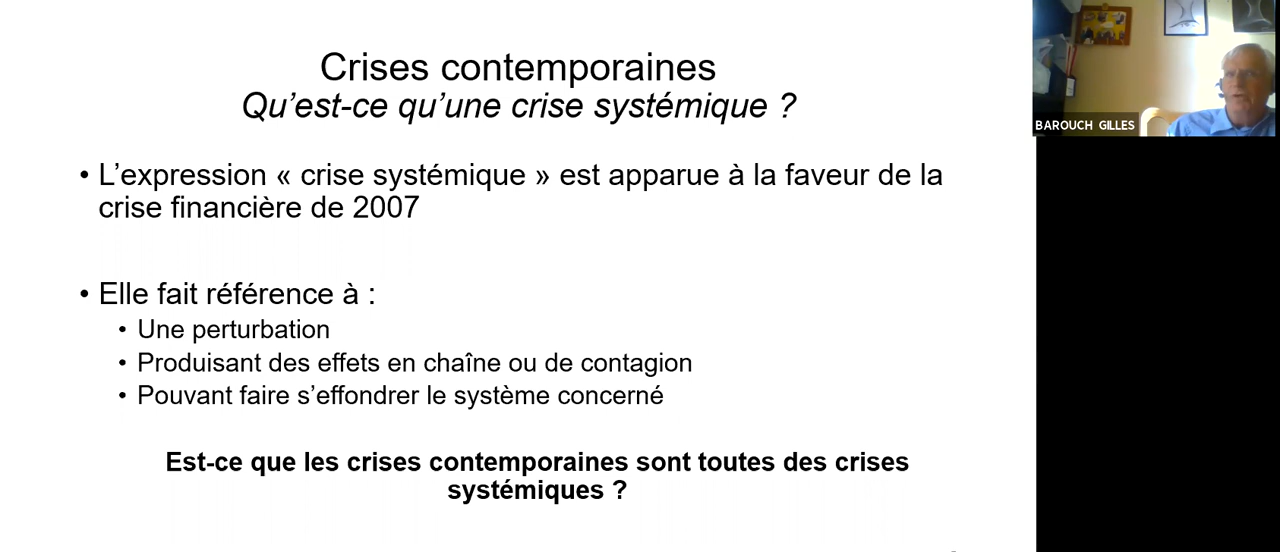 Crises contemporaines
Qu’est-ce qu’une crise systémique ?
• L’expression « crise systémique » est apparue à la faveur de la
crise financière de 2007
• Elle fait référence à :
• Une perturbation
• Produisant des effets en chaîne ou de contagion
• Pouvant faire s’effondrer le système concerné
Est-ce que les crises contemporaines sont toutes des crises
systémiques ?
BAROUCH GILLES